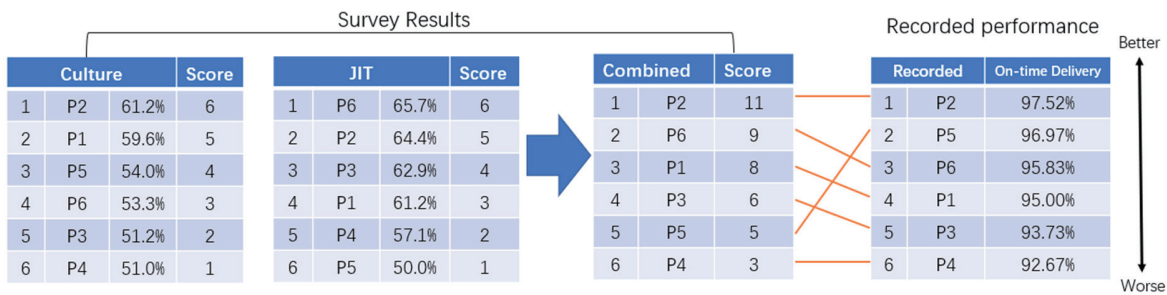 Survey Results
Recorded performance
Better
Culture Score
1 P2 61.2% 6
2 P1 59.6% 5
3 P5 54.0% 4
4 P6 53.3% 3
5 P3 51.2% 2
6 P4 51.0% 1
JIT Score
1 P6 65.7% 6
2 P2 64.4% 5
3 P3 62.9% 4
4 P1 61.2% 3
5 P4 57.1% 2
6 P5 50.0% 1
Combined Score
1 P2 11
2 P6 9
3 P1 8
4 P3 6
5 P5 5
6 P4 3
Recorded On-time Delivery
1 P2 97.52%
2 P5 96.97%
3 P6 95.83%
4 P1 95.00%
5 P3 93.73%
6 P4 92.67%
Worse